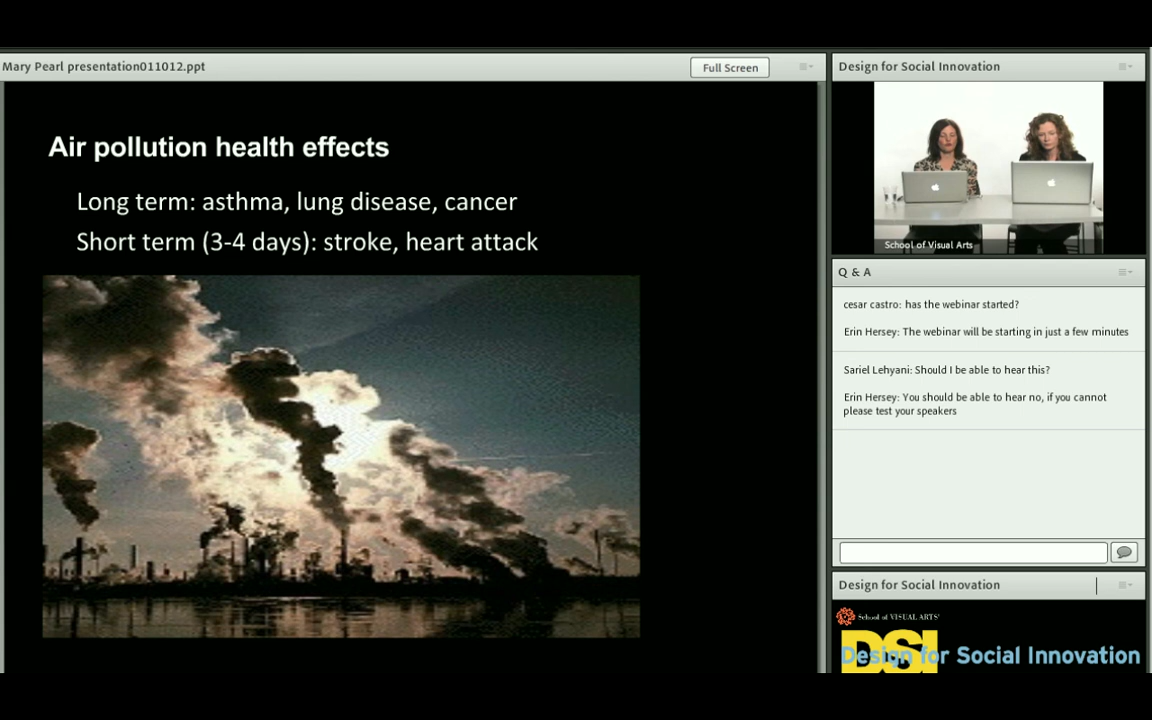 Mary Pearl presentation011012.ppt
Full Screen
Air pollution health effects
Long term: asthma, lung disease, cancer
Short term (3-4 days): stroke, heart attack
Design for Social Innovation
School of Visual Arts
Q & A
cesar castro: has the webinar started?
Erin Hersey: The webinar will be starting in just a few minutes
Sariel Lehyani: Should I be able to hear this?
Erin Hersey: You should be able to hear no, if you cannot
please test your speakers
Design for Social Innovation
School of VISUAL ARTS'
DSI
Design for Social Innovation